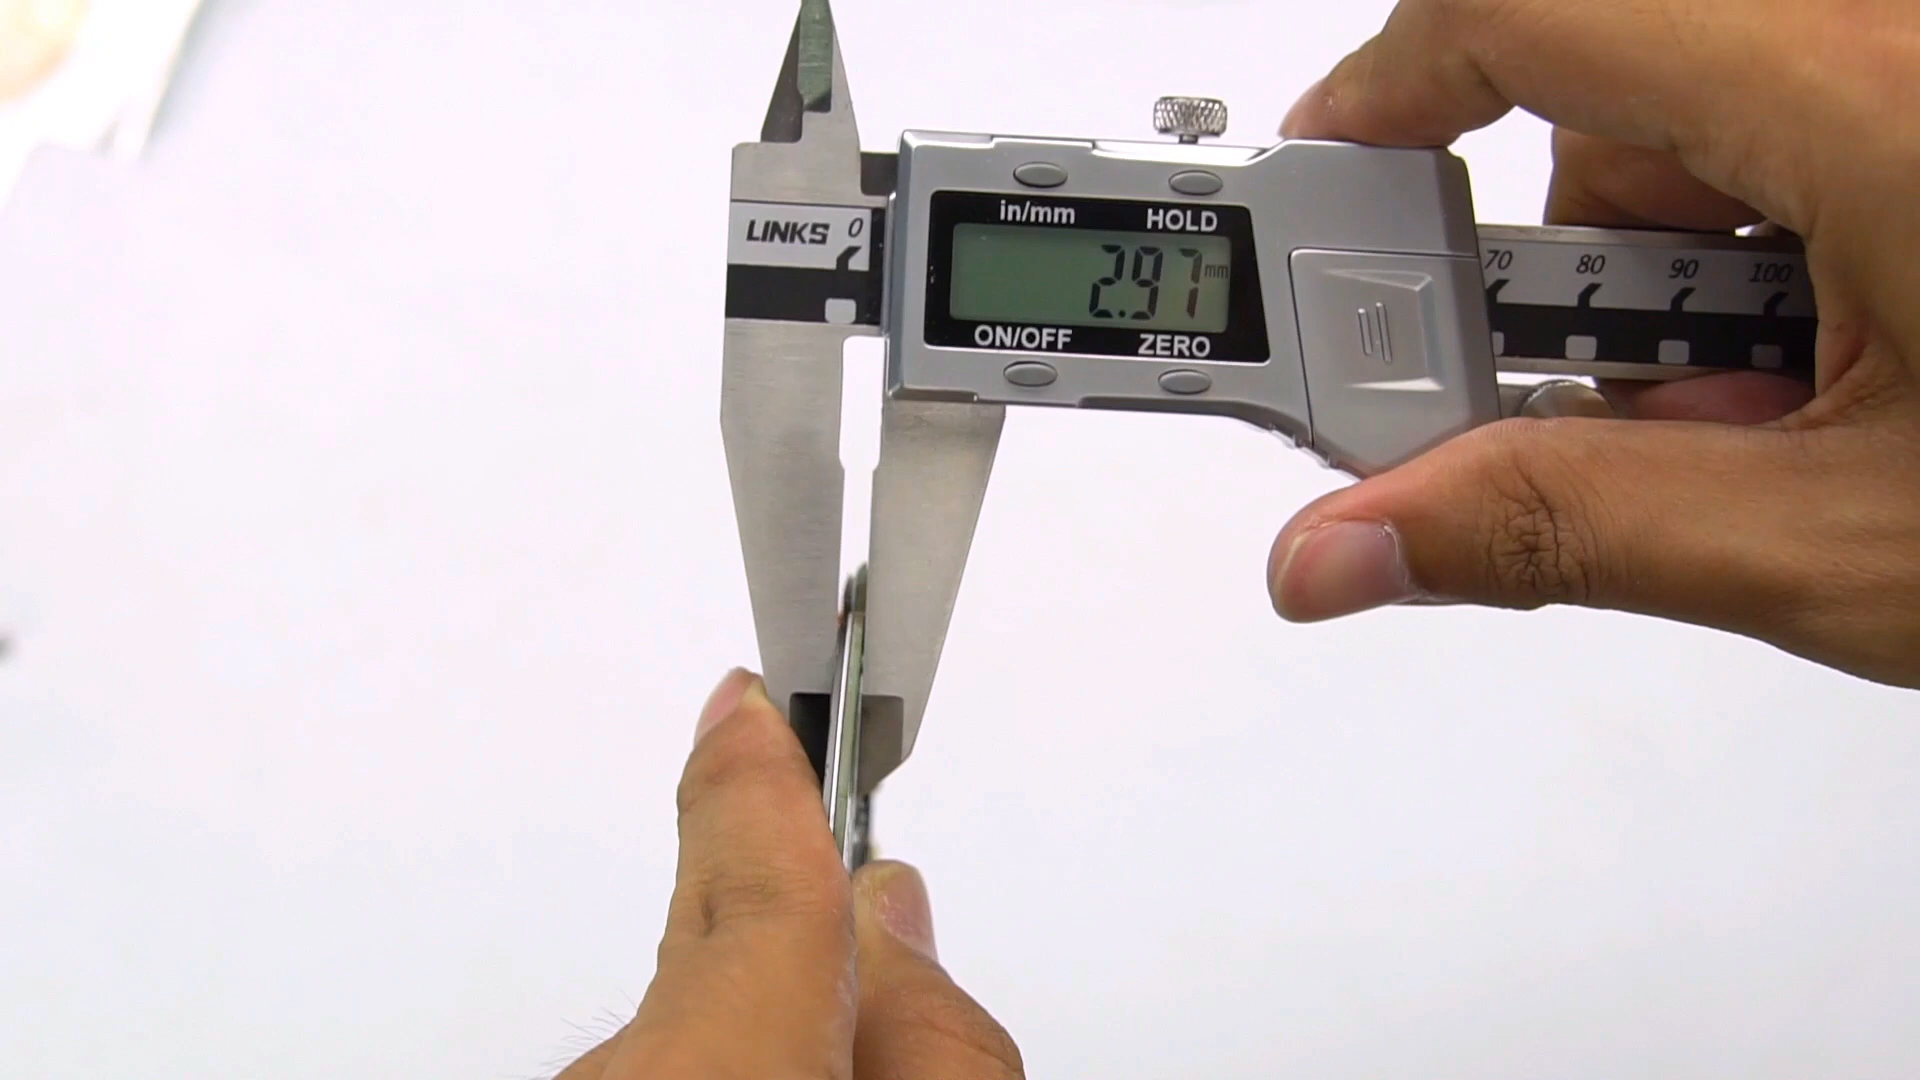 in/mm HOLD
LINKS 0
2.97 mm
70 80 90 100
ON/OFF ZERO